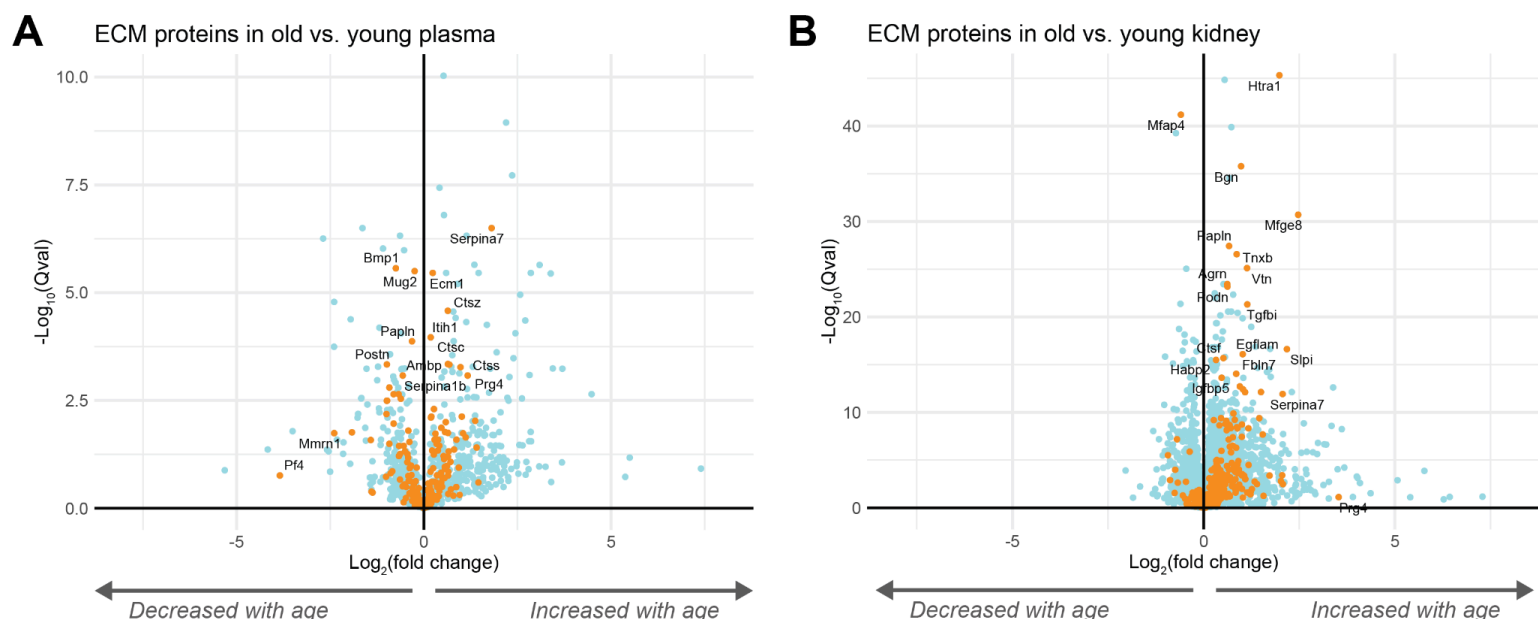 A
ECM proteins in old vs. young plasma
10.0
7.5
5.0
2.5
0.0
-Log10(Qval)
Serpina7
Bmp1
Mug2
Ecm1
Ctsz
Itih1
Papln
Ctsc
Postn
Ambp
Ctss
Serpina1b
Prg4
Mmrn1
Pf4
-5
0
5
Log2(fold change)
Decreased with age
Increased with age
B
ECM proteins in old vs. young kidney
40
30
20
10
0
-Log10(Qval)
Htra1
Mfap4
Bgn
Mfge8
Papln
Tnxb
Agrn
Vtn
Podn
Tgfbi
Ctsf
Egflam
Slpi
Habp2
Fbln7
Igfbp5
Serpina7
Prg4
-5
0
5
Log2(fold change)
Decreased with age
Increased with age